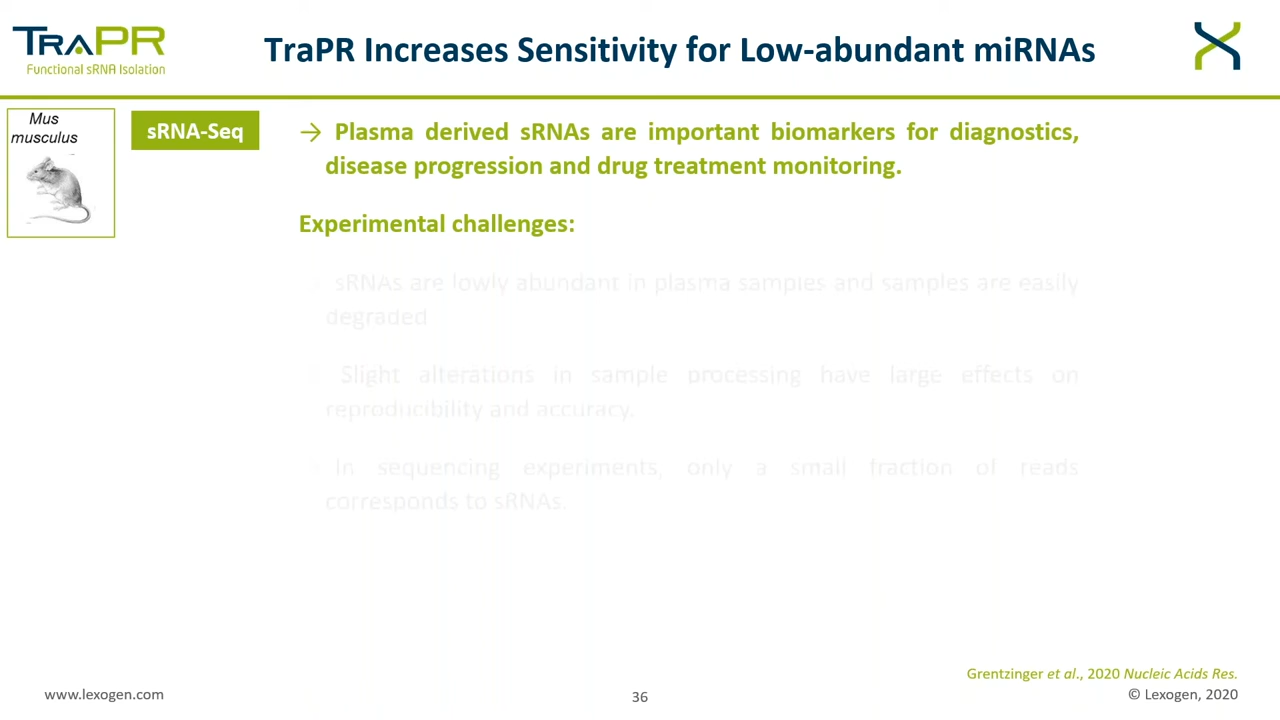 TRAPR
Functional sRNA Isolation
TraPR Increases Sensitivity for Low-abundant miRNAs
Mus
musculus
sRNA-Seq
→ Plasma derived sRNAs are important biomarkers for diagnostics,
disease progression and drug treatment monitoring.
Experimental challenges:
sRNAs are lowly abundant in plasma samples and samples are easily
degraded
Slight alterations in sample processing have large effects on
reproducibility and accuracy.
In sequencing experiments, only a small fraction of reads
corresponds to sRNAs.
Grentzinger et al., 2020 Nucleic Acids Res.
www.lexogen.com
36
© Lexogen, 2020